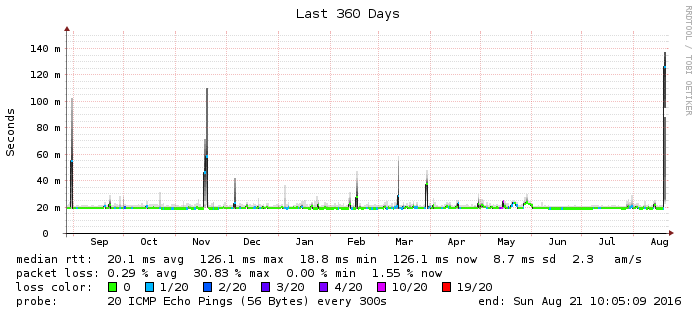 Last 360 Days
RRDTOOL / TOBI OETIKER
Seconds
140 m
120 m
100 m
80 m
60 m
40 m
20 m
0
Sep Oct Nov Dec Jan Feb Mar Apr May Jun Jul Aug
median rtt: 20.1 ms avg 126.1 ms max 18.8 ms min 126.1 ms now 8.7 ms sd 2.3 am/s
packet loss: 0.29 % avg 30.83 % max 0.00 % min 1.55 % now
loss color: 0 1/20 2/20 3/20 4/20 10/20 19/20
probe: 20 ICMP Echo Pings (56 Bytes) every 300s end: Sun Aug 21 10:05:09 2016